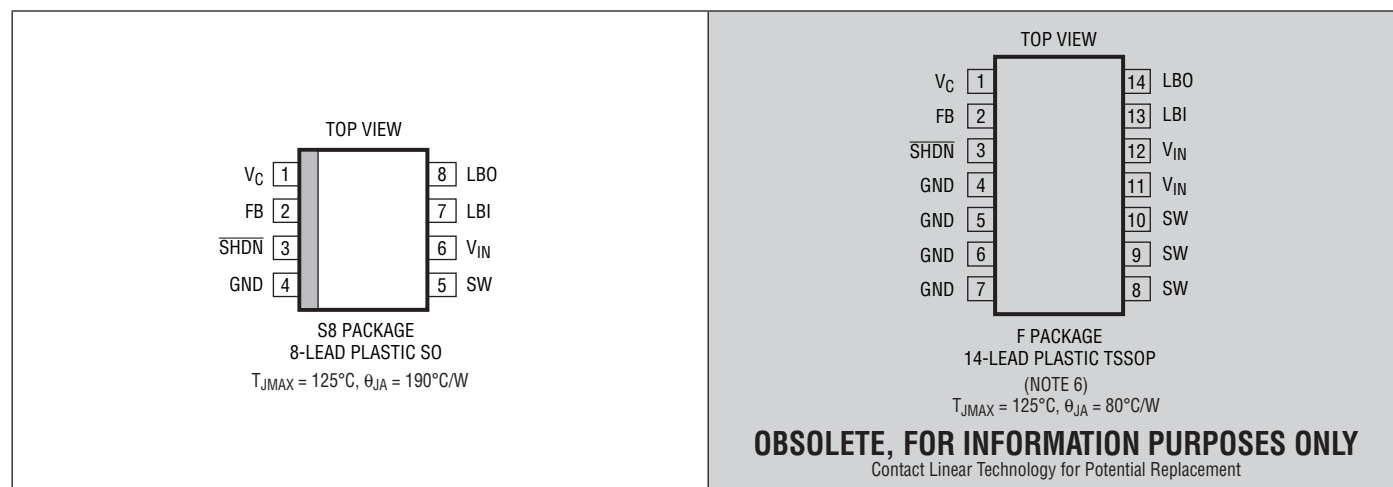 TOP VIEW
V_C 1
FB 2
SHDN 3
GND 4
8 LBO
7 LBI
6 V_IN
5 SW
S8 PACKAGE
8-LEAD PLASTIC SO
T_JMAX = 125°C, θ_JA = 190°C/W
TOP VIEW
V_C 1
FB 2
SHDN 3
GND 4
GND 5
GND 6
GND 7
14 LBO
13 LBI
12 V_IN
11 V_IN
10 SW
9 SW
8 SW
F PACKAGE
14-LEAD PLASTIC TSSOP
(NOTE 6)
T_JMAX = 125°C, θ_JA = 80°C/W
OBSOLETE, FOR INFORMATION PURPOSES ONLY
Contact Linear Technology for Potential Replacement